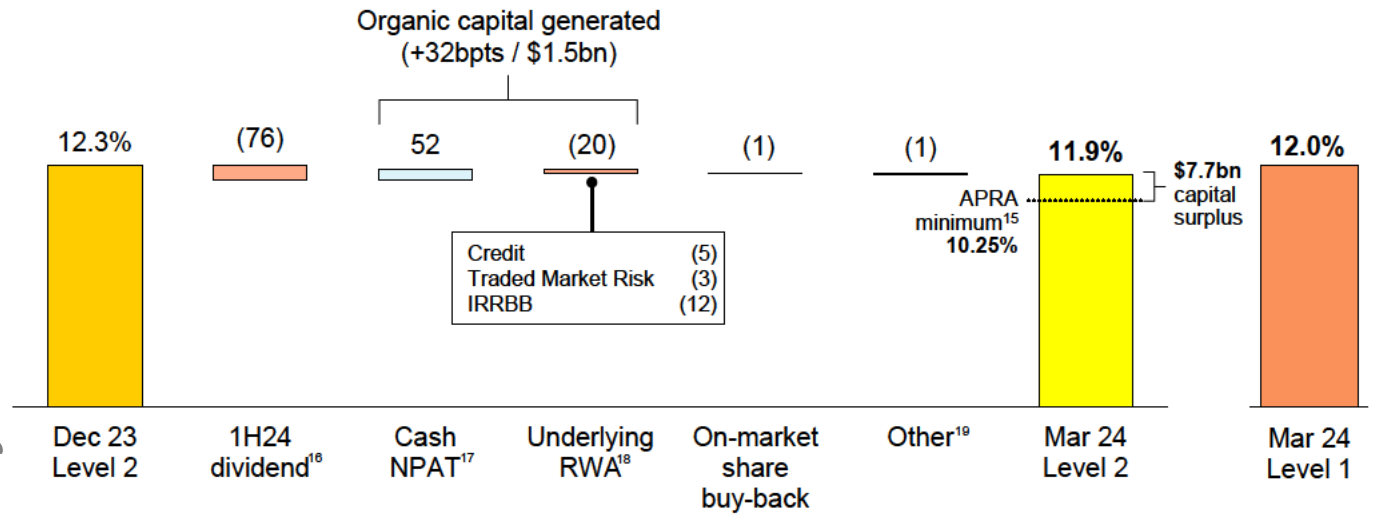 Organic capital generated
(+32bpts / $1.5bn)
12.3%
(76)
52
(20)
(1)
(1)
11.9%
12.0%
$7.7bn
capital
surplus
APRA
minimum¹⁵
10.25%
Credit (5)
Traded Market Risk (3)
IRRBB (12)
Dec 23
Level 2
1H24
dividend¹⁶
Cash
NPAT¹⁷
Underlying
RWA¹⁸
On-market
share
buy-back
Other¹⁹
Mar 24
Level 2
Mar 24
Level 1